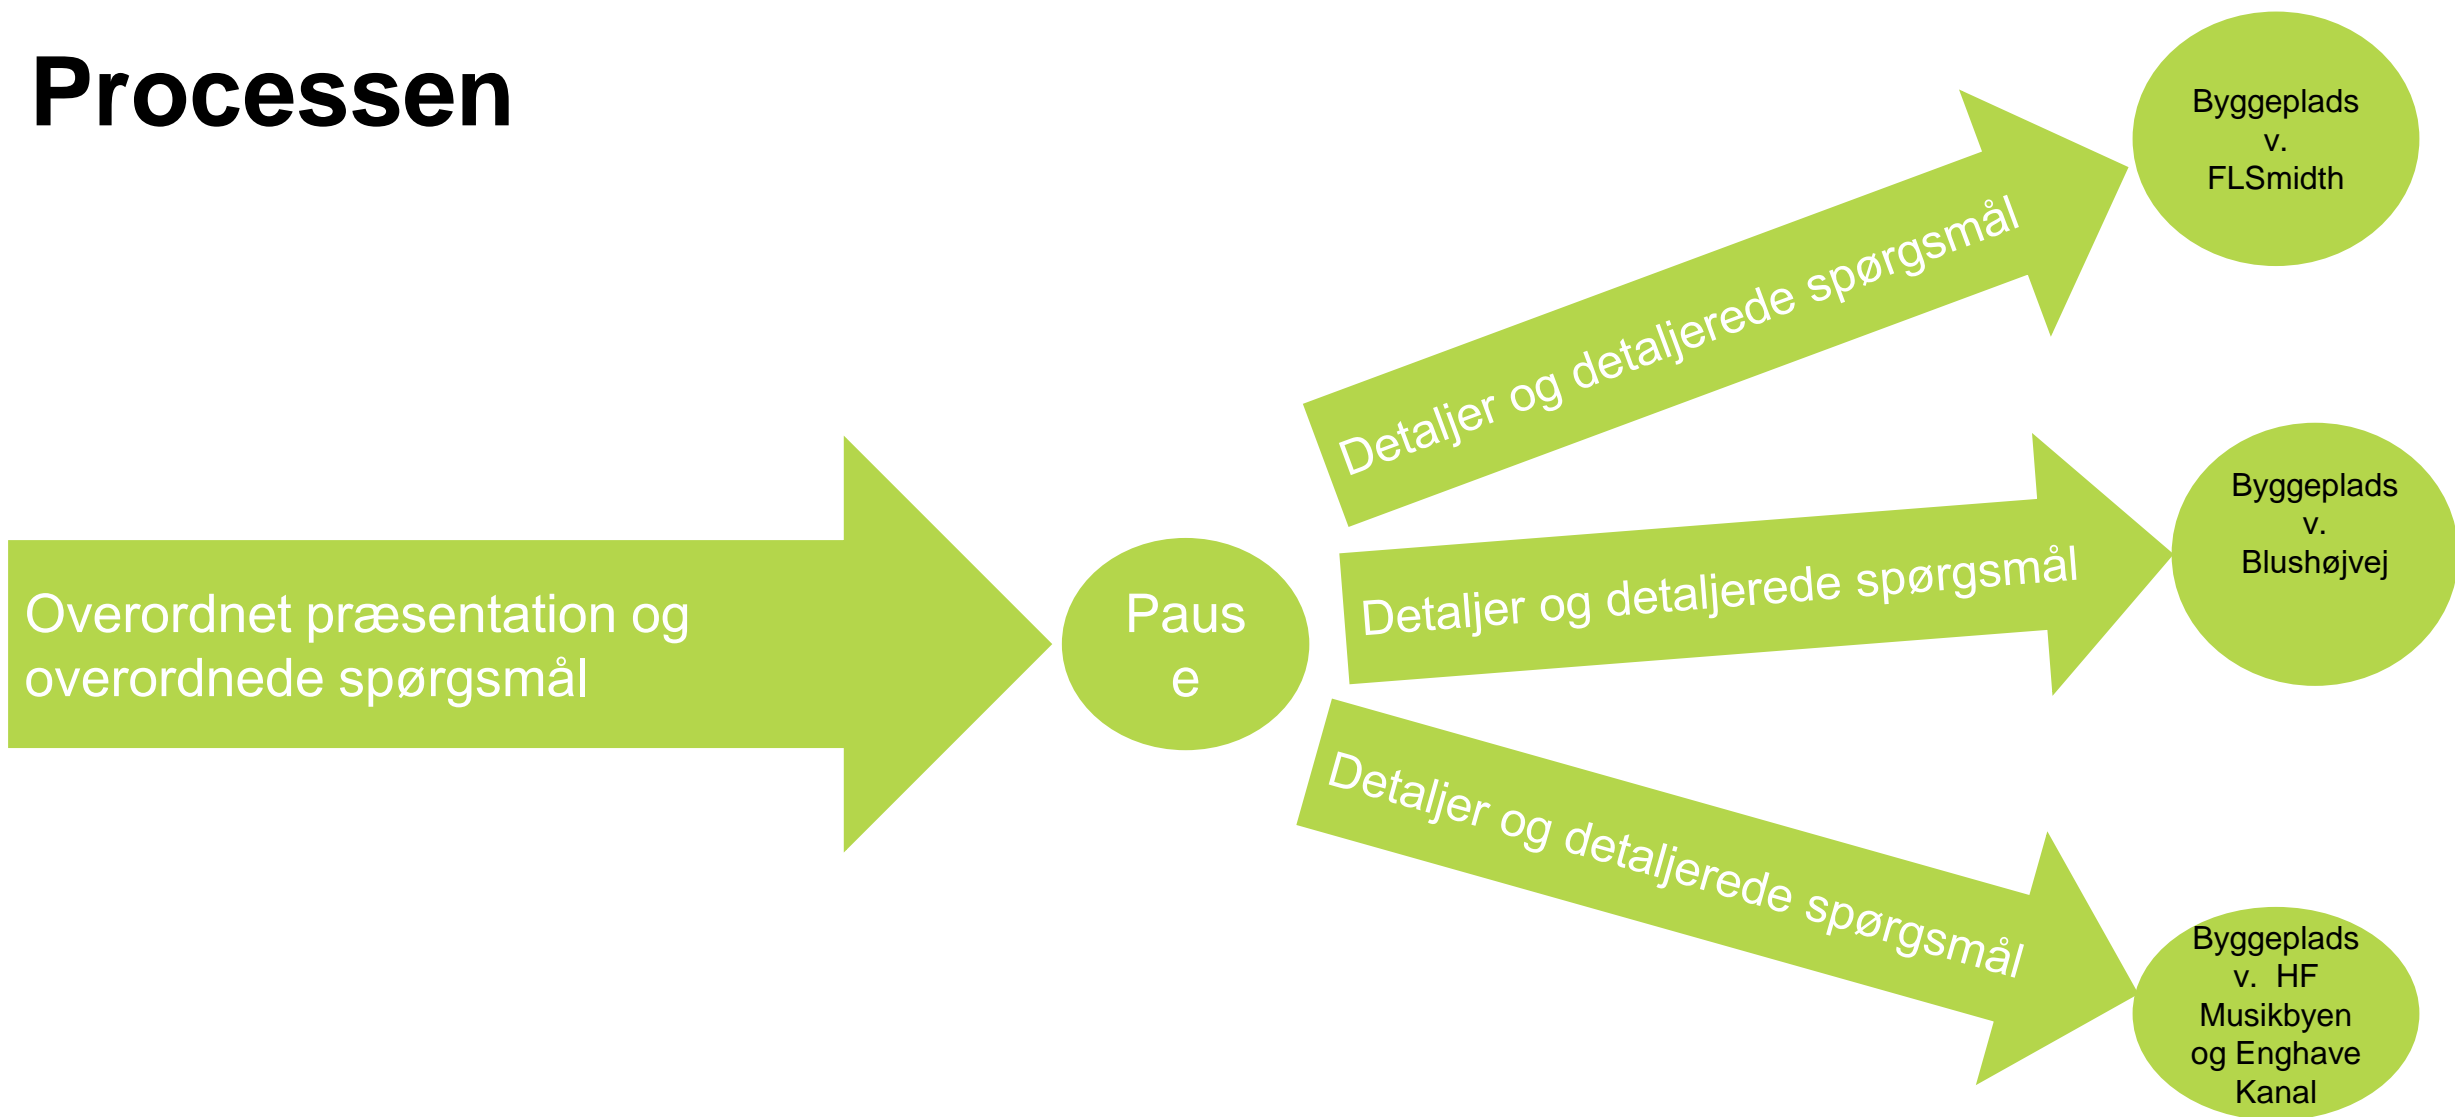 Processen
Overordnet præsentation og
overordnede spørgsmål
Paus
e
Detaljer og detaljerede spørgsmål
Byggeplads
v.
FLSmidth
Detaljer og detaljerede spørgsmål
Byggeplads
v.
Blushøjvej
Detaljer og detaljerede spørgsmål
Byggeplads
v. HF
Musikbyen
og Enghave
Kanal